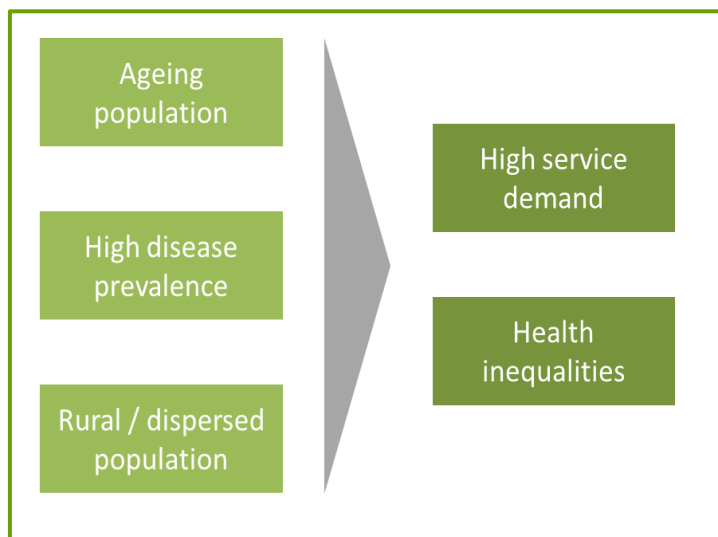 Ageing
population
High disease
prevalence
Rural / dispersed
population
High service
demand
Health
inequalities